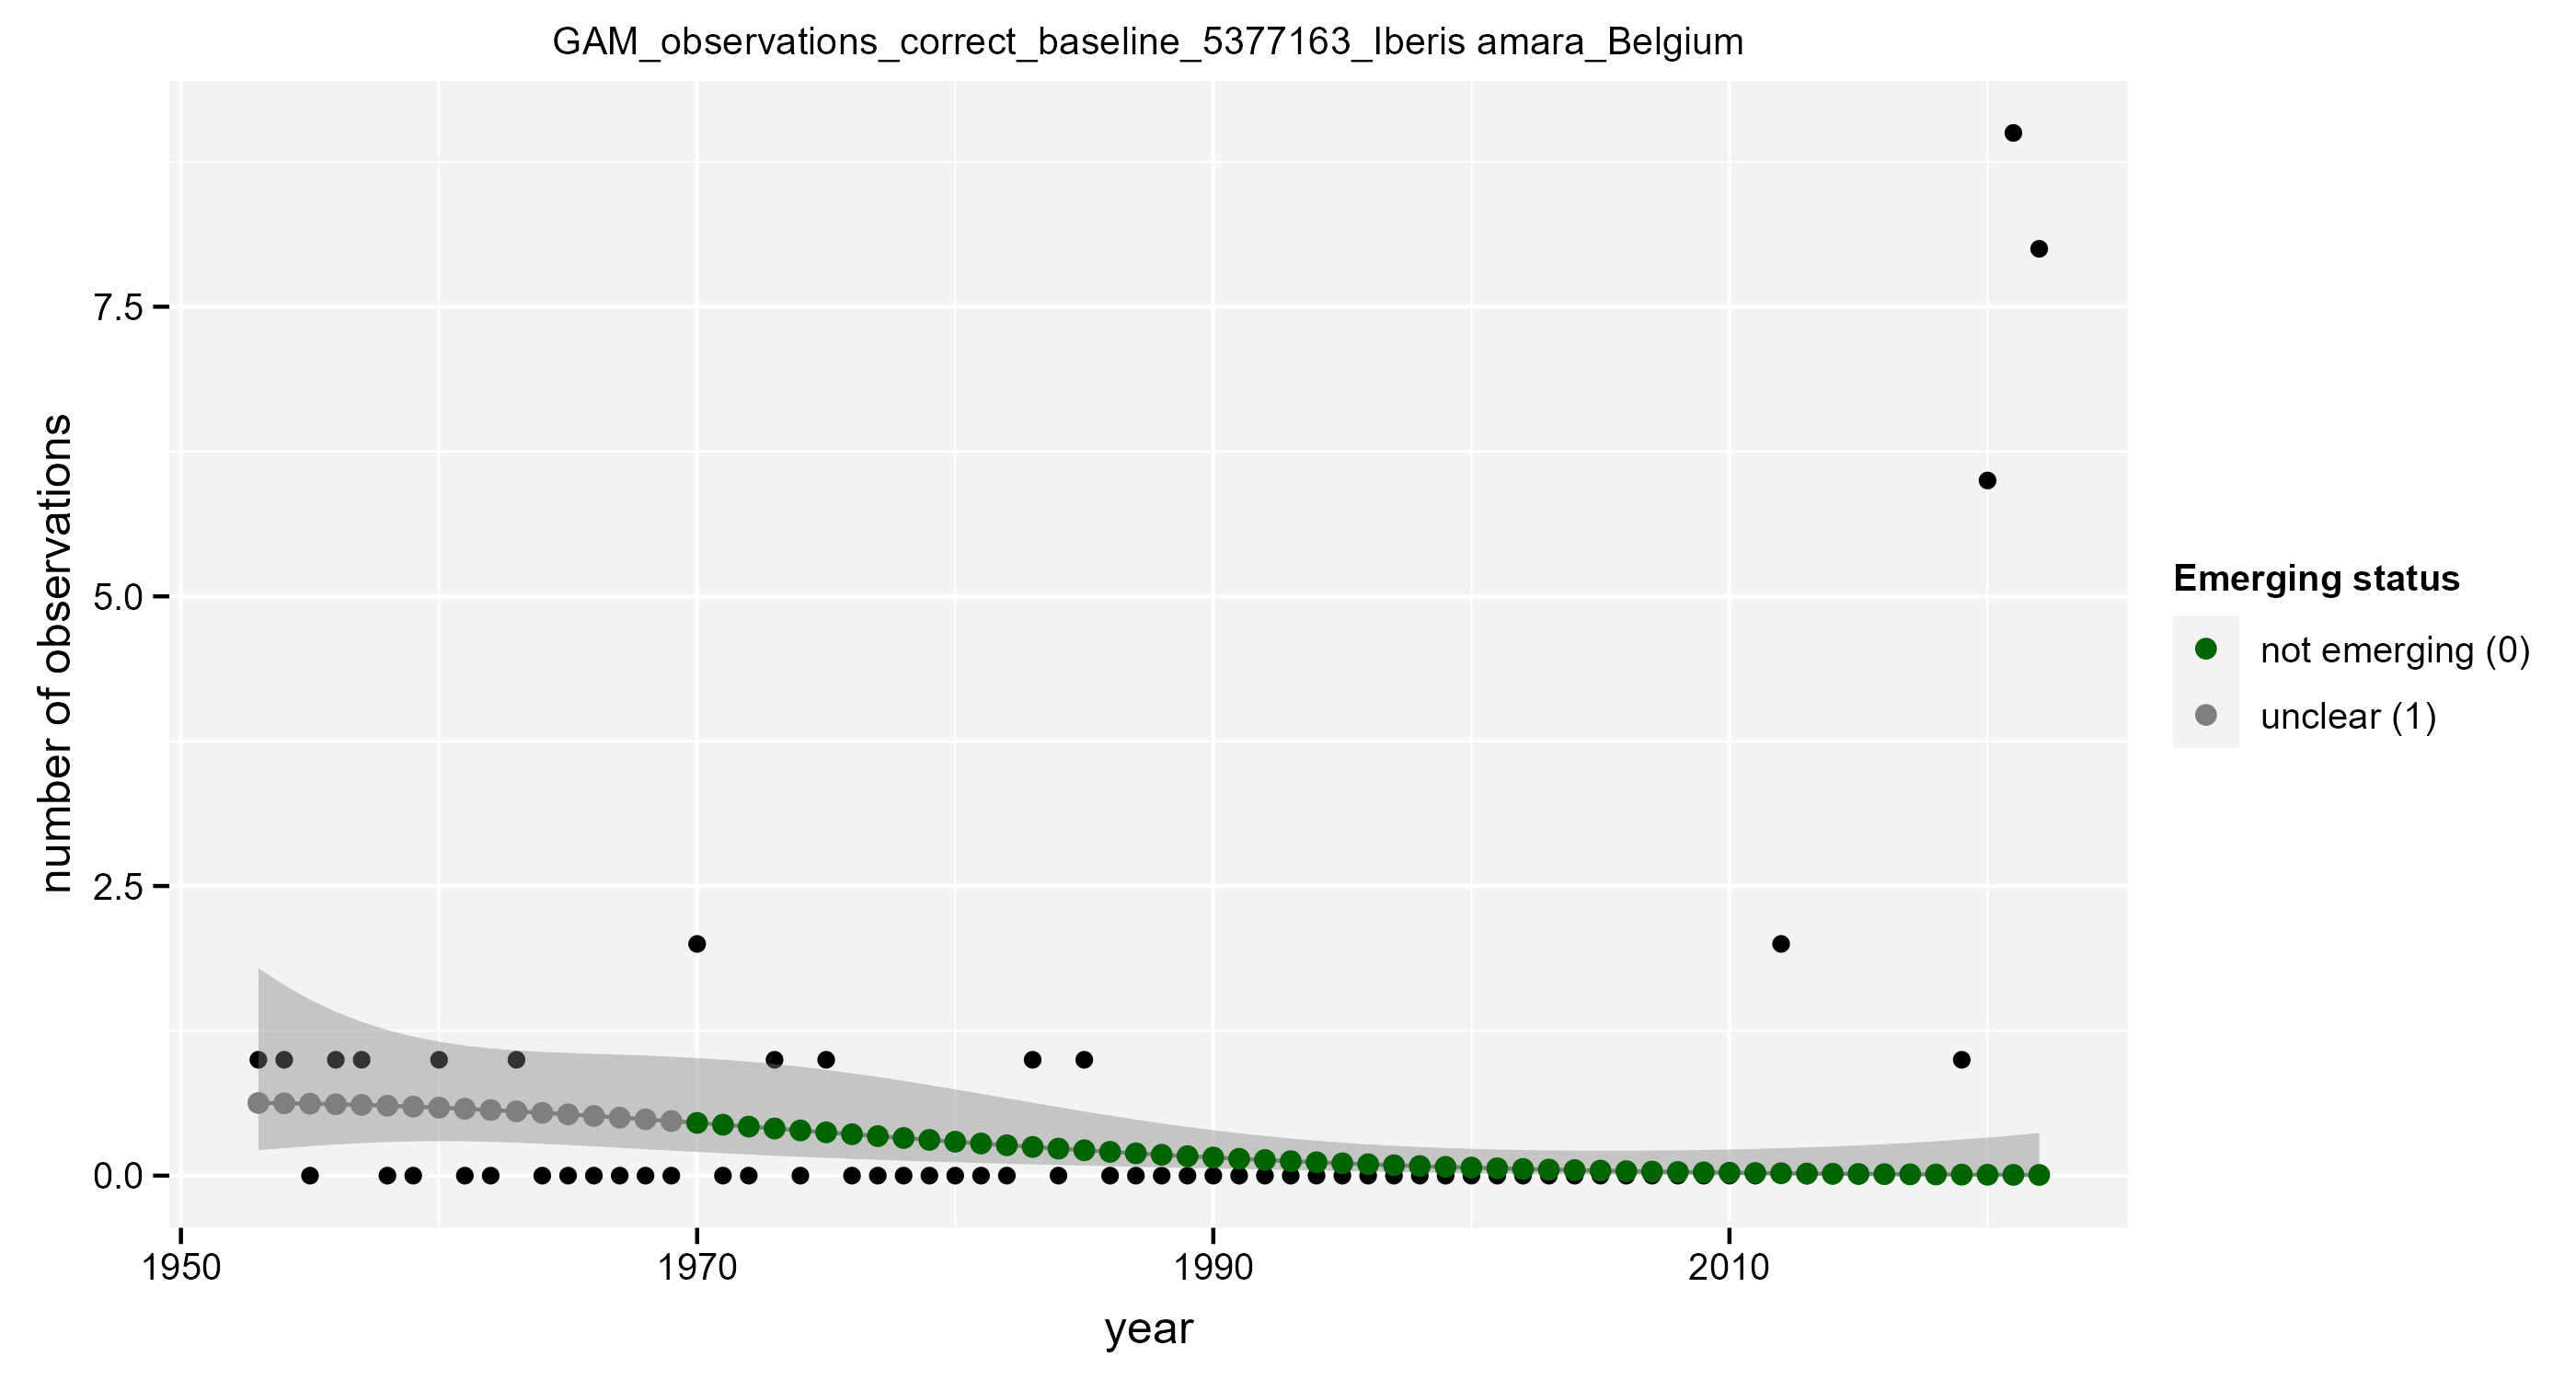 GAM_observations_correct_baseline_5377163_Iberis amara_Belgium
number of observations
7.5
5.0
2.5
0.0
1950
1970
1990
2010
year
Emerging status
not emerging (0)
unclear (1)